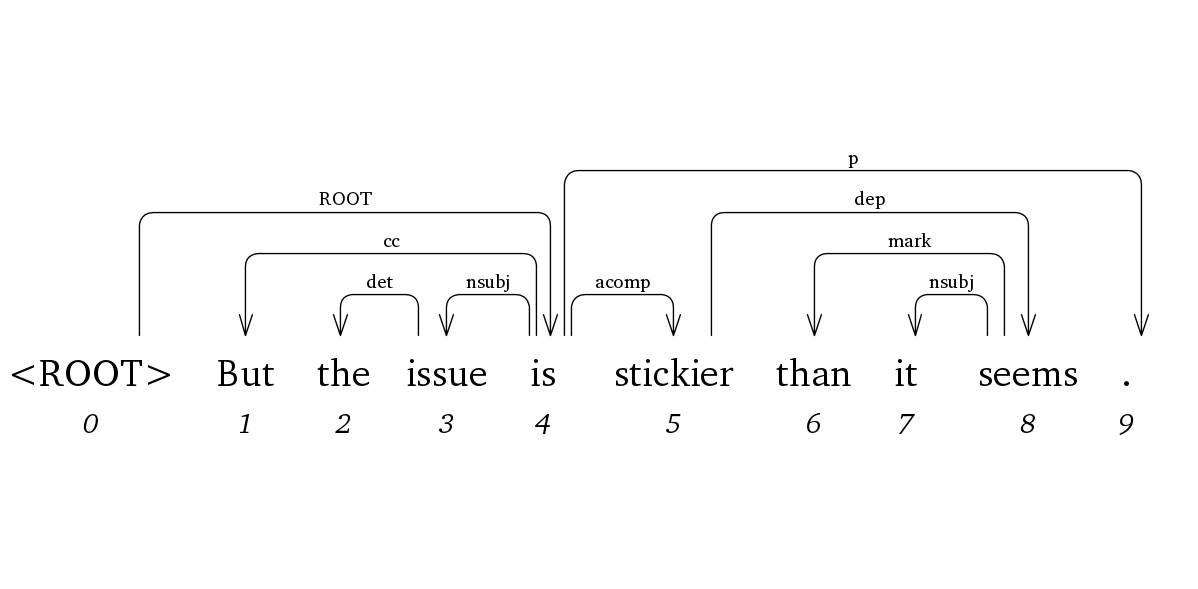 p
ROOT dep
cc mark
det nsubj acomp nsubj
<ROOT> But the issue is stickier than it seems .
0 1 2 3 4 5 6 7 8 9